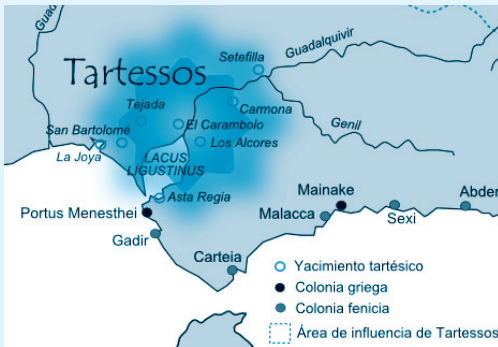 Guad
Setefilla
Guadalquivir
Tartessos
Tejada
Carmona
Genil
San Bartolomé
El Carambolo
La Joya
Los Alcores
LACUS
LIGUSTINUS
Asta Regia
Mainake
Abder
Portus Menesthei
Malacca
Sexi
Gadir
Carteia
Yacimiento tartésico
Colonia griega
Colonia fenicia
Área de influencia de Tartessos